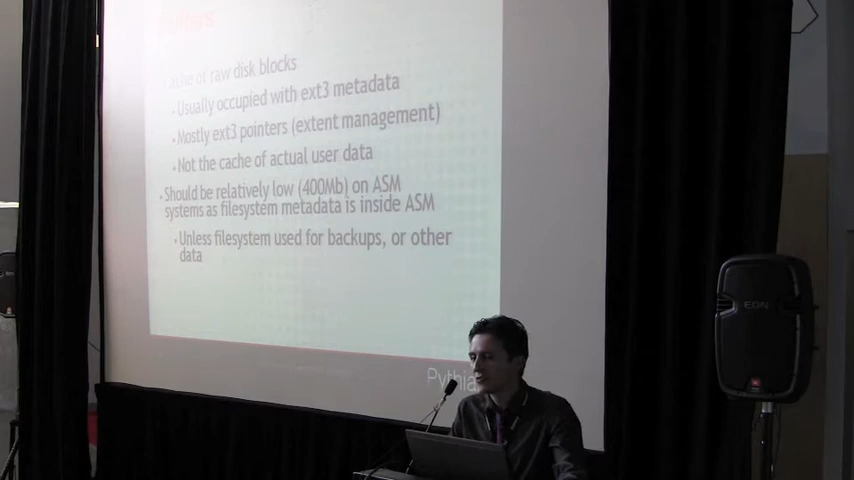 Buffers
Cache of raw disk blocks
• Usually occupied with ext3 metadata
• Mostly ext3 pointers (extent management)
• Not the cache of actual user data
• Should be relatively low (400Mb) on ASM
systems as filesystem metadata is inside ASM
• Unless filesystem used for backups, or other
data
Pythia
EON